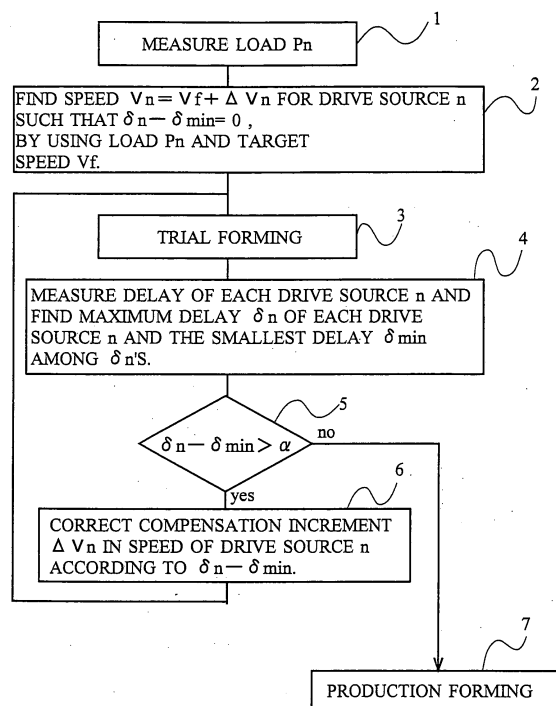 1
MEASURE LOAD Pn
2
FIND SPEED Vn = Vf + Δ Vn FOR DRIVE SOURCE n
SUCH THAT δn － δmin = 0 ,
BY USING LOAD Pn AND TARGET
SPEED Vf.
3
TRIAL FORMING
4
MEASURE DELAY OF EACH DRIVE SOURCE n AND
FIND MAXIMUM DELAY δn OF EACH DRIVE
SOURCE n AND THE SMALLEST DELAY δmin
AMONG δn'S.
5
δn － δmin > α
no
yes
6
CORRECT COMPENSATION INCREMENT
Δ Vn IN SPEED OF DRIVE SOURCE n
ACCORDING TO δn － δmin.
7
PRODUCTION FORMING